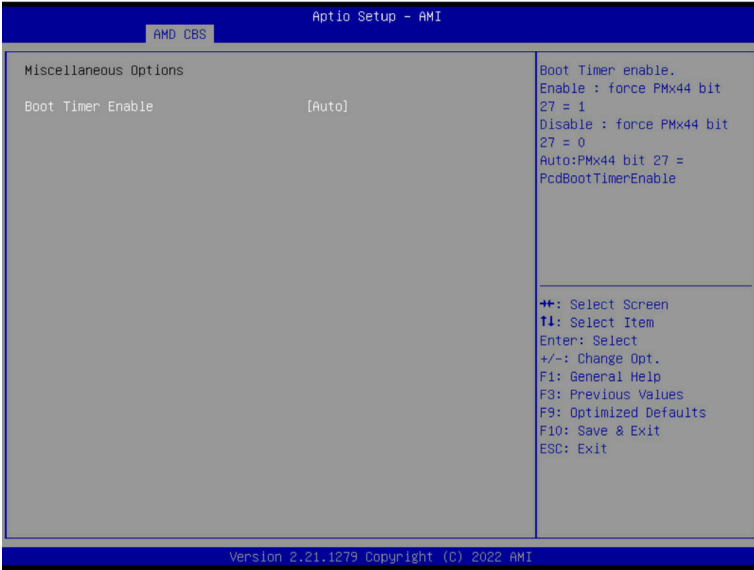 Aptio Setup – AMI
AMD CBS
Miscellaneous Options
Boot Timer Enable [Auto]
Boot Timer enable.
Enable : force PMx44 bit
27 = 1
Disable : force PMx44 bit
27 = 0
Auto:PMx44 bit 27 =
PcdBootTimerEnable
→←: Select Screen
↑↓: Select Item
Enter: Select
+/-: Change Opt.
F1: General Help
F3: Previous Values
F9: Optimized Defaults
F10: Save & Exit
ESC: Exit
Version 2.21.1279 Copyright (C) 2022 AMI